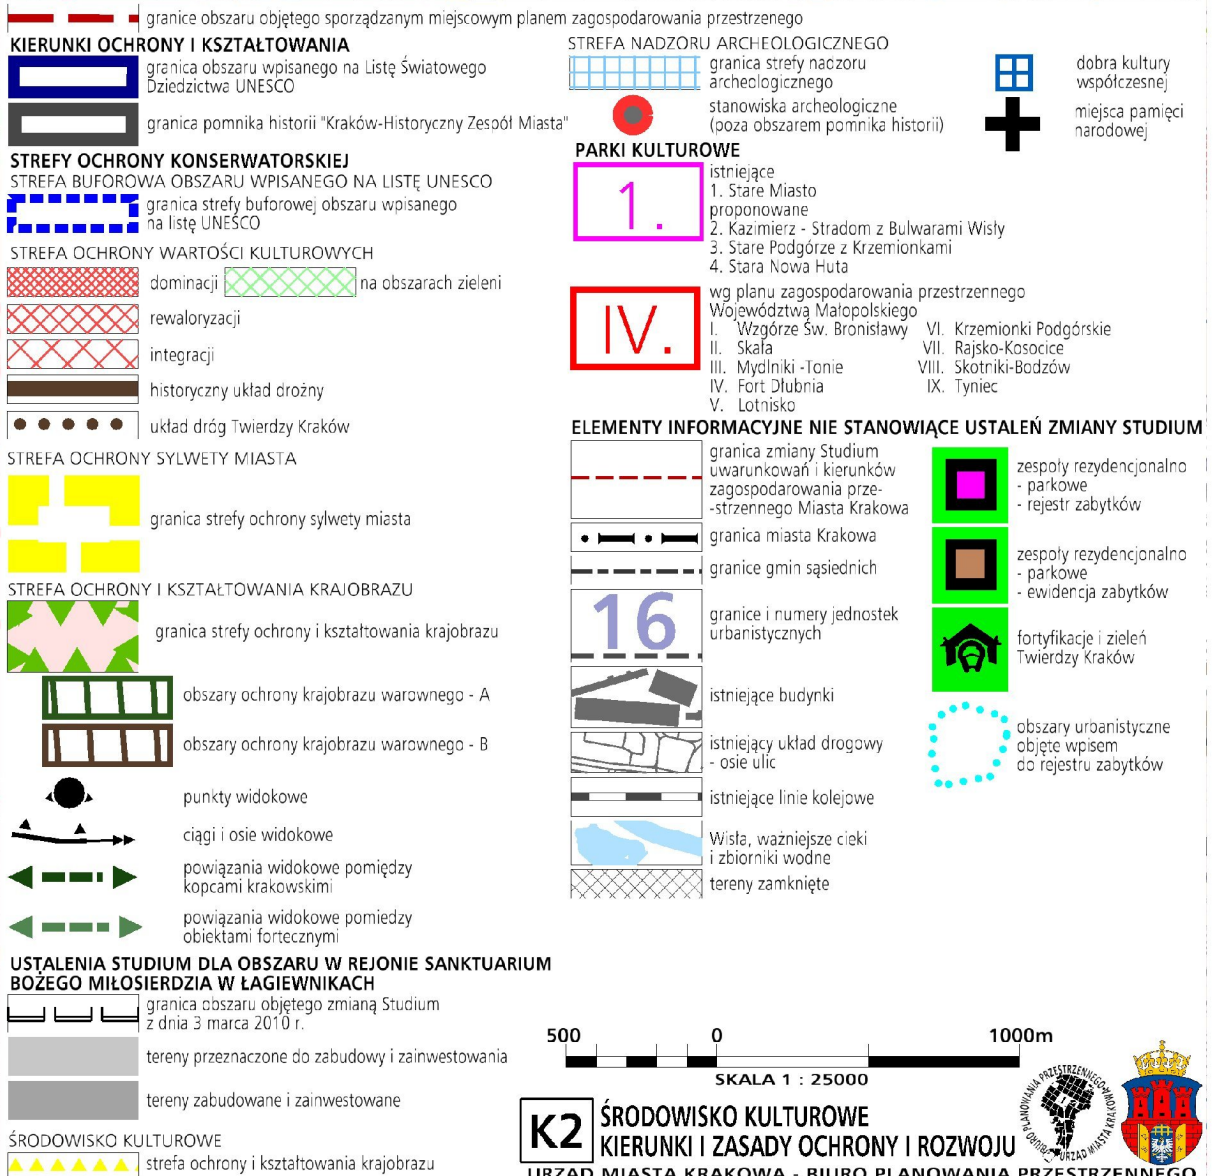 granice obszaru objętego sporządzanym miejscowym planem zagospodarowania przestrzenego
KIERUNKI OCHRONY I KSZTAŁTOWANIA
granica obszaru wpisanego na Listę Światowego
Dziedzictwa UNESCO
granica pomnika historii "Kraków-Historyczny Zespół Miasta"
STREFY OCHRONY KONSERWATORSKIEJ
STREFA BUFOROWA OBSZARU WPISANEGO NA LISTĘ UNESCO
granica strefy buforowej obszaru wpisanego
na listę UNESCO
STREFA OCHRONY WARTOŚCI KULTUROWYCH
dominacji
na obszarach zieleni
rewaloryzacji
integracji
historyczny układ drożny
układ dróg Twierdzy Kraków
STREFA OCHRONY SYLWETY MIASTA
granica strefy ochrony sylwety miasta
STREFA OCHRONY I KSZTAŁTOWANIA KRAJOBRAZU
granica strefy ochrony i kształtowania krajobrazu
obszary ochrony krajobrazu warownego - A
obszary ochrony krajobrazu warownego - B
punkty widokowe
ciągi i osie widokowe
powiązania widokowe pomiędzy
kopcami krakowskimi
powiązania widokowe pomiedzy
obiektami fortecznymi
USTALENIA STUDIUM DLA OBSZARU W REJONIE SANKTUARIUM
BOŻEGO MIŁOSIERDZIA W ŁAGIEWNIKACH
granica obszaru objętego zmianą Studium
z dnia 3 marca 2010 r.
tereny przeznaczone do zabudowy i zainwestowania
tereny zabudowane i zainwestowane
ŚRODOWISKO KULTUROWE
strefa ochrony i kształtowania krajobrazu
STREFA NADZORU ARCHEOLOGICZNEGO
granica strefy nadzoru
archeologicznego
stanowiska archeologiczne
(poza obszarem pomnika historii)
dobra kultury
współczesnej
miejsca pamięci
narodowej
PARKI KULTUROWE
1.
istniejące
1. Stare Miasto
proponowane
2. Kazimierz - Stradom z Bulwarami Wisły
3. Stare Podgórze z Krzemionkami
4. Stara Nowa Huta
IV.
wg planu zagospodarowania przestrzennego
Województwa Małopolskiego
I. Wzgórze Św. Bronisławy VI. Krzemionki Podgórskie
II. Skała VII. Rajsko-Kosocice
III. Mydlniki -Tonie VIII. Skotniki-Bodzów
IV. Fort Dłubnia IX. Tyniec
V. Lotnisko
ELEMENTY INFORMACYJNE NIE STANOWIĄCE USTALEŃ ZMIANY STUDIUM
granica zmiany Studium
uwarunkowań i kierunków
zagospodarowania prze-
-strzennego Miasta Krakowa
granica miasta Krakowa
granice gmin sąsiednich
16
granice i numery jednostek
urbanistycznych
istniejące budynki
istniejący układ drogowy
- osie ulic
istniejące linie kolejowe
Wisła, ważniejsze cieki
i zbiorniki wodne
tereny zamknięte
zespoły rezydencjonalno
- parkowe
- rejestr zabytków
zespoły rezydencjonalno
- parkowe
- ewidencja zabytków
fortyfikacje i zieleń
Twierdzy Kraków
obszary urbanistyczne
objęte wpisem
do rejestru zabytków
500 0 1000m
SKALA 1 : 25000
K2
ŚRODOWISKO KULTUROWE
KIERUNKI I ZASADY OCHRONY I ROZWOJU
BIURO PLANOWANIA PRZESTRZENNEGO
URZĄD MIASTA KRAKOWA
URZĄD MIASTA KRAKOWA - BIURO PLANOWANIA PRZESTRZENNEGO